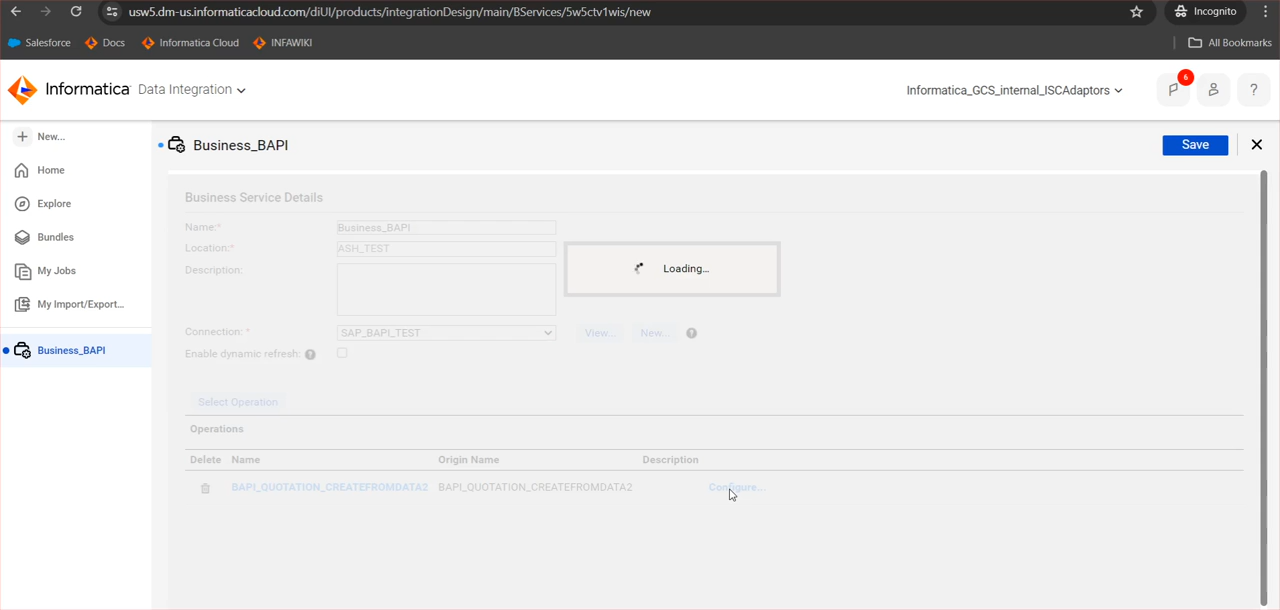 usw5.dm-us.informaticacloud.com/diUI/products/integrationDesign/main/BServices/5w5ctv1wis/new
Incognito
Salesforce
Docs
Informatica Cloud
INFAWIKI
All Bookmarks
Informatica Data Integration
Informatica_GCS_internal_ISCAdaptors
6
?
New...
Home
Explore
Bundles
My Jobs
My Import/Export...
Business_BAPI
Business_BAPI
Save
Business Service Details
Name:* Business_BAPI
Location:* ASH_TEST
Description:
Loading...
Connection: * SAP_BAPI_TEST View... New... ?
Enable dynamic refresh: ?
Select Operation
Operations
Delete Name Origin Name Description
BAPI_QUOTATION_CREATEFROMDATA2 BAPI_QUOTATION_CREATEFROMDATA2 Configure...